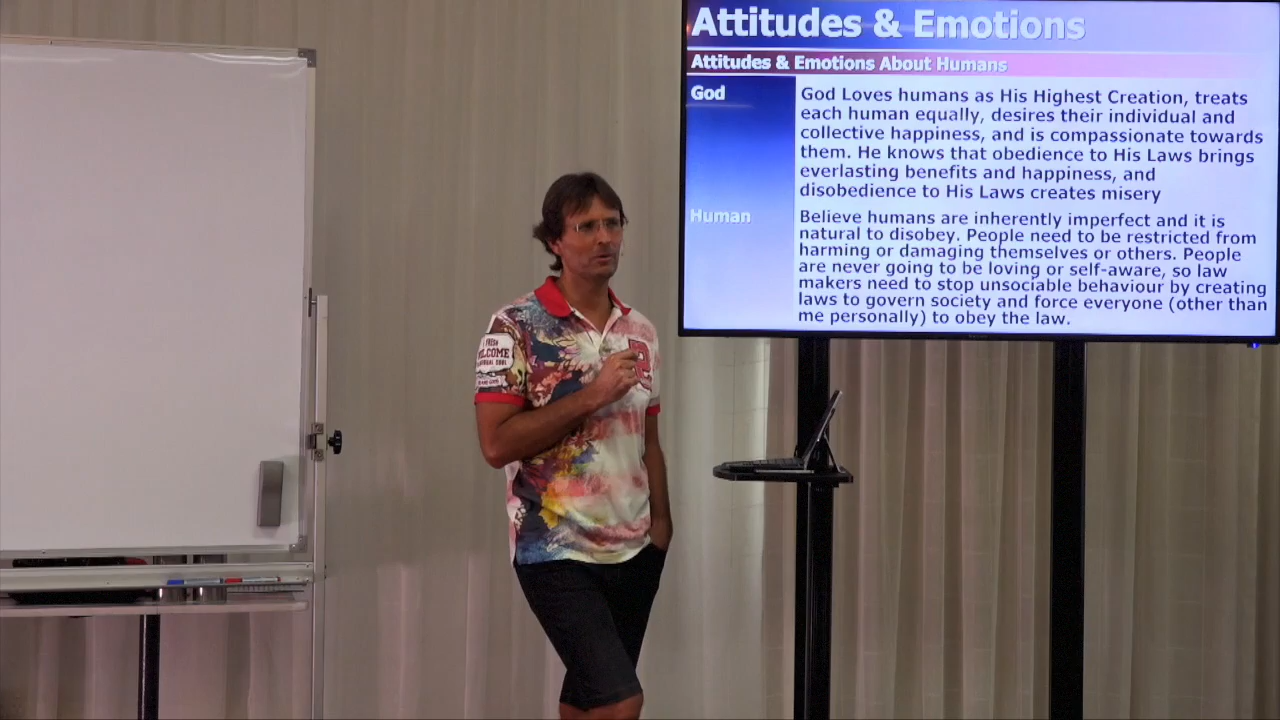 Attitudes & Emotions
Attitudes & Emotions About Humans
God
God Loves humans as His Highest Creation, treats
each human equally, desires their individual and
collective happiness, and is compassionate towards
them. He knows that obedience to His Laws brings
everlasting benefits and happiness, and
disobedience to His Laws creates misery
Human
Believe humans are inherently imperfect and it is
natural to disobey. People need to be restricted from
harming or damaging themselves or others. People
are never going to be loving or self-aware, so law
makers need to stop unsociable behaviour by creating
laws to govern society and force everyone (other than
me personally) to obey the law.
FRESH
WELCOME